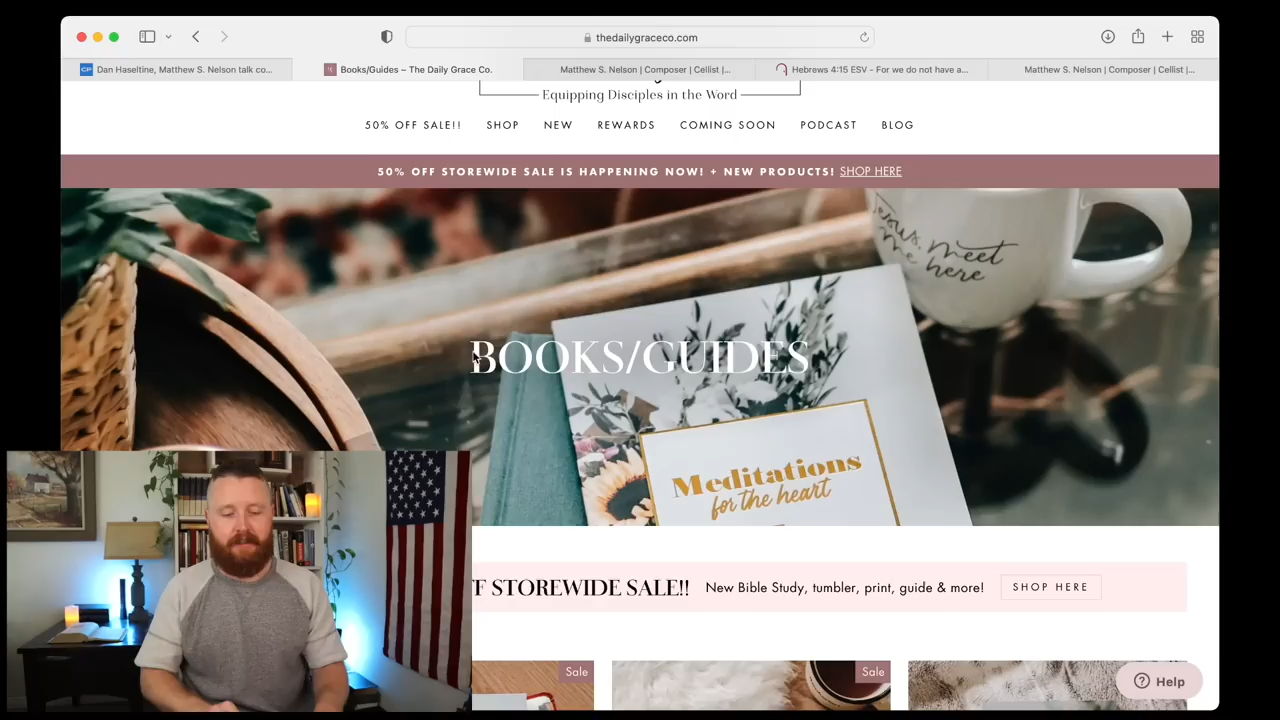 thedailygraceco.com
Dan Haseltine, Matthew S. Nelson talk co...
Books/Guides – The Daily Grace Co.
Matthew S. Nelson | Composer | Cellist |...
Hebrews 4:15 ESV - For we do not have a...
Matthew S. Nelson | Composer | Cellist |...
Equipping Disciples in the Word
50% OFF SALE!! SHOP NEW REWARDS COMING SOON PODCAST BLOG
50% OFF STOREWIDE SALE IS HAPPENING NOW! + NEW PRODUCTS! SHOP HERE
Jesus, meet
me here
BOOKS/GUIDES
Meditations
for the heart
STOREWIDE SALE!! New Bible Study, tumbler, print, guide & more! SHOP HERE
Sale
Sale
Help